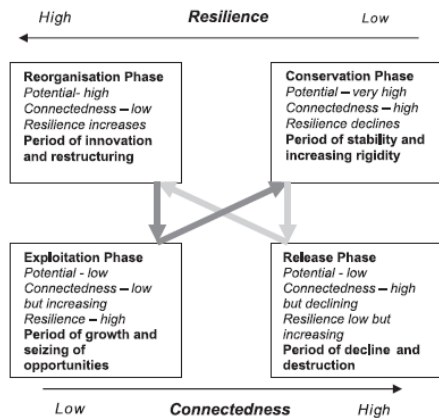 High Resilience Low
Reorganisation Phase
Potential- high
Connectedness – low
Resilience increases
Period of innovation
and restructuring
Conservation Phase
Potential – very high
Connectedness – high
Resilience declines
Period of stability and
increasing rigidity
Exploitation Phase
Potential - low
Connectedness – low
but increasing
Resilience – high
Period of growth and
seizing of
opportunities
Release Phase
Potential - low
Connectedness – high
but declining
Resilience low but
increasing
Period of decline and
destruction
Low Connectedness High